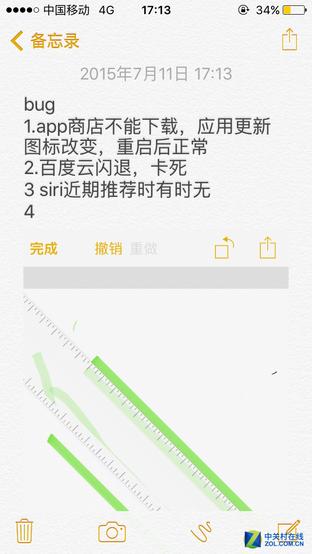 中国移动 4G 17:13 34%
备忘录
2015年7月11日 17:13
bug
1.app商店不能下载，应用更新
图标改变，重启后正常
2.百度云闪退，卡死
3 siri近期推荐时有时无
4
完成 撤销 重做
Z 中关村在线
ZOL.COM.CN